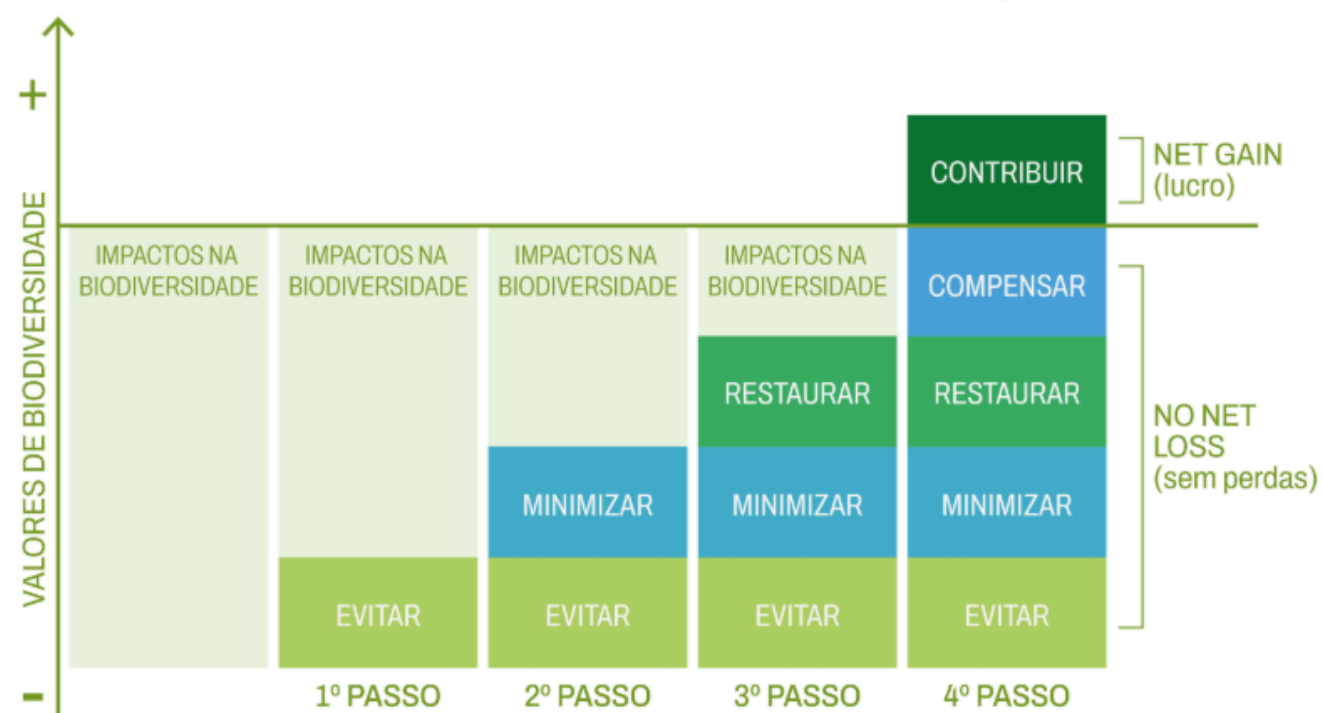 +
CONTRIBUIR
NET GAIN
(lucro)
VALORES DE BIODIVERSIDADE
IMPACTOS NA
BIODIVERSIDADE
IMPACTOS NA
BIODIVERSIDADE
IMPACTOS NA
BIODIVERSIDADE
IMPACTOS NA
BIODIVERSIDADE
COMPENSAR
RESTAURAR
RESTAURAR
NO NET
LOSS
(sem perdas)
MINIMIZAR
MINIMIZAR
MINIMIZAR
EVITAR
EVITAR
EVITAR
EVITAR
-
1º PASSO
2º PASSO
3º PASSO
4º PASSO